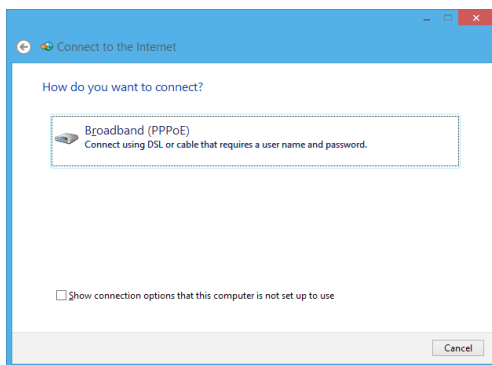 Connect to the Internet
How do you want to connect?
Broadband (PPPoE)
Connect using DSL or cable that requires a user name and password.
Show connection options that this computer is not set up to use
Cancel